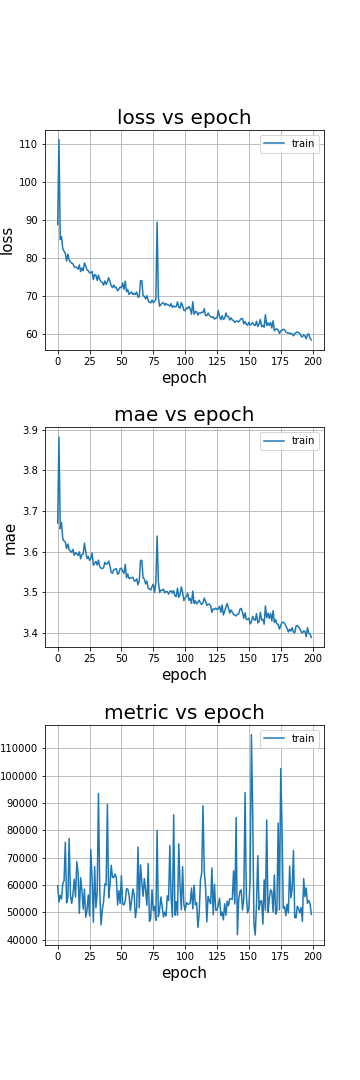 loss vs epoch
train
110
100
90
80
70
60
loss
0 25 50 75 100 125 150 175 200
epoch
mae vs epoch
train
3.9
3.8
3.7
3.6
3.5
3.4
mae
0 25 50 75 100 125 150 175 200
epoch
metric vs epoch
train
110000
100000
90000
80000
70000
60000
50000
40000
0 25 50 75 100 125 150 175 200
epoch